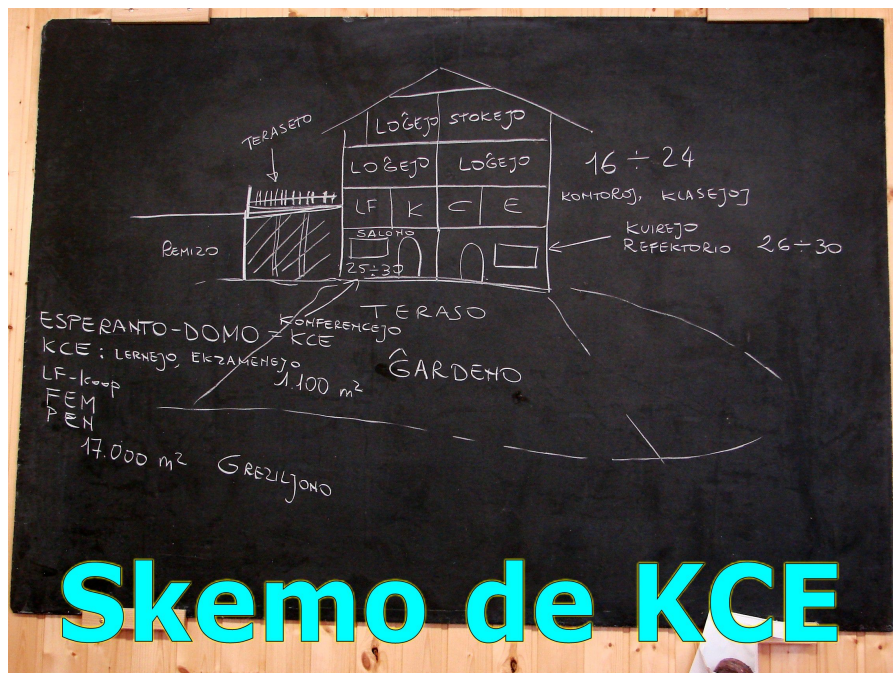 TERASETO
LOĜEJO STOKEJO
LOĜEJO LOĜEJO
16 ÷ 24
KONTOROJ, KLASEJOJ
LF K C E
SALONO
25÷30
KUIREJO
REFEKTORIO 26÷30
REMIZO
TERASO
ESPERANTO-DOMO = KONFERENCEJO
KCE
KCE : LERNEJO, EKZAMENEJO
1.100 m²
ĜARDENO
LF-koop
FEM
PEN
17.000 m² GREZILJONO
Skemo de KCE